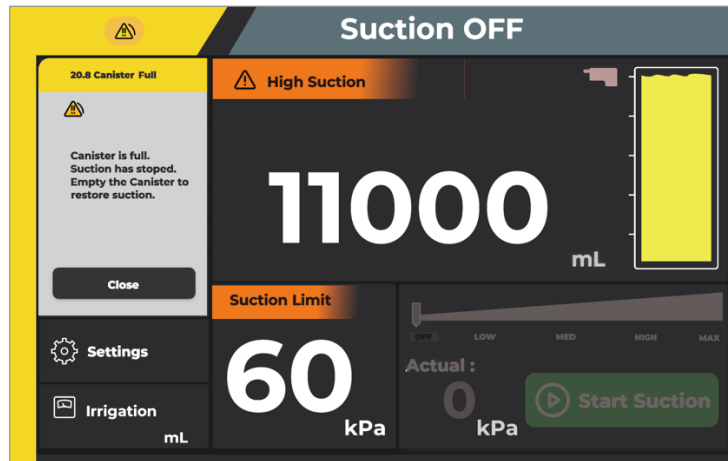 Suction OFF
20.8 Canister Full
Canister is full.
Suction has stoped.
Empty the Canister to
restore suction.
Close
Settings
Irrigation
mL
High Suction
11000
mL
Suction Limit
60
kPa
OFF LOW MED HIGH MAX
Actual :
0
kPa
Start Suction